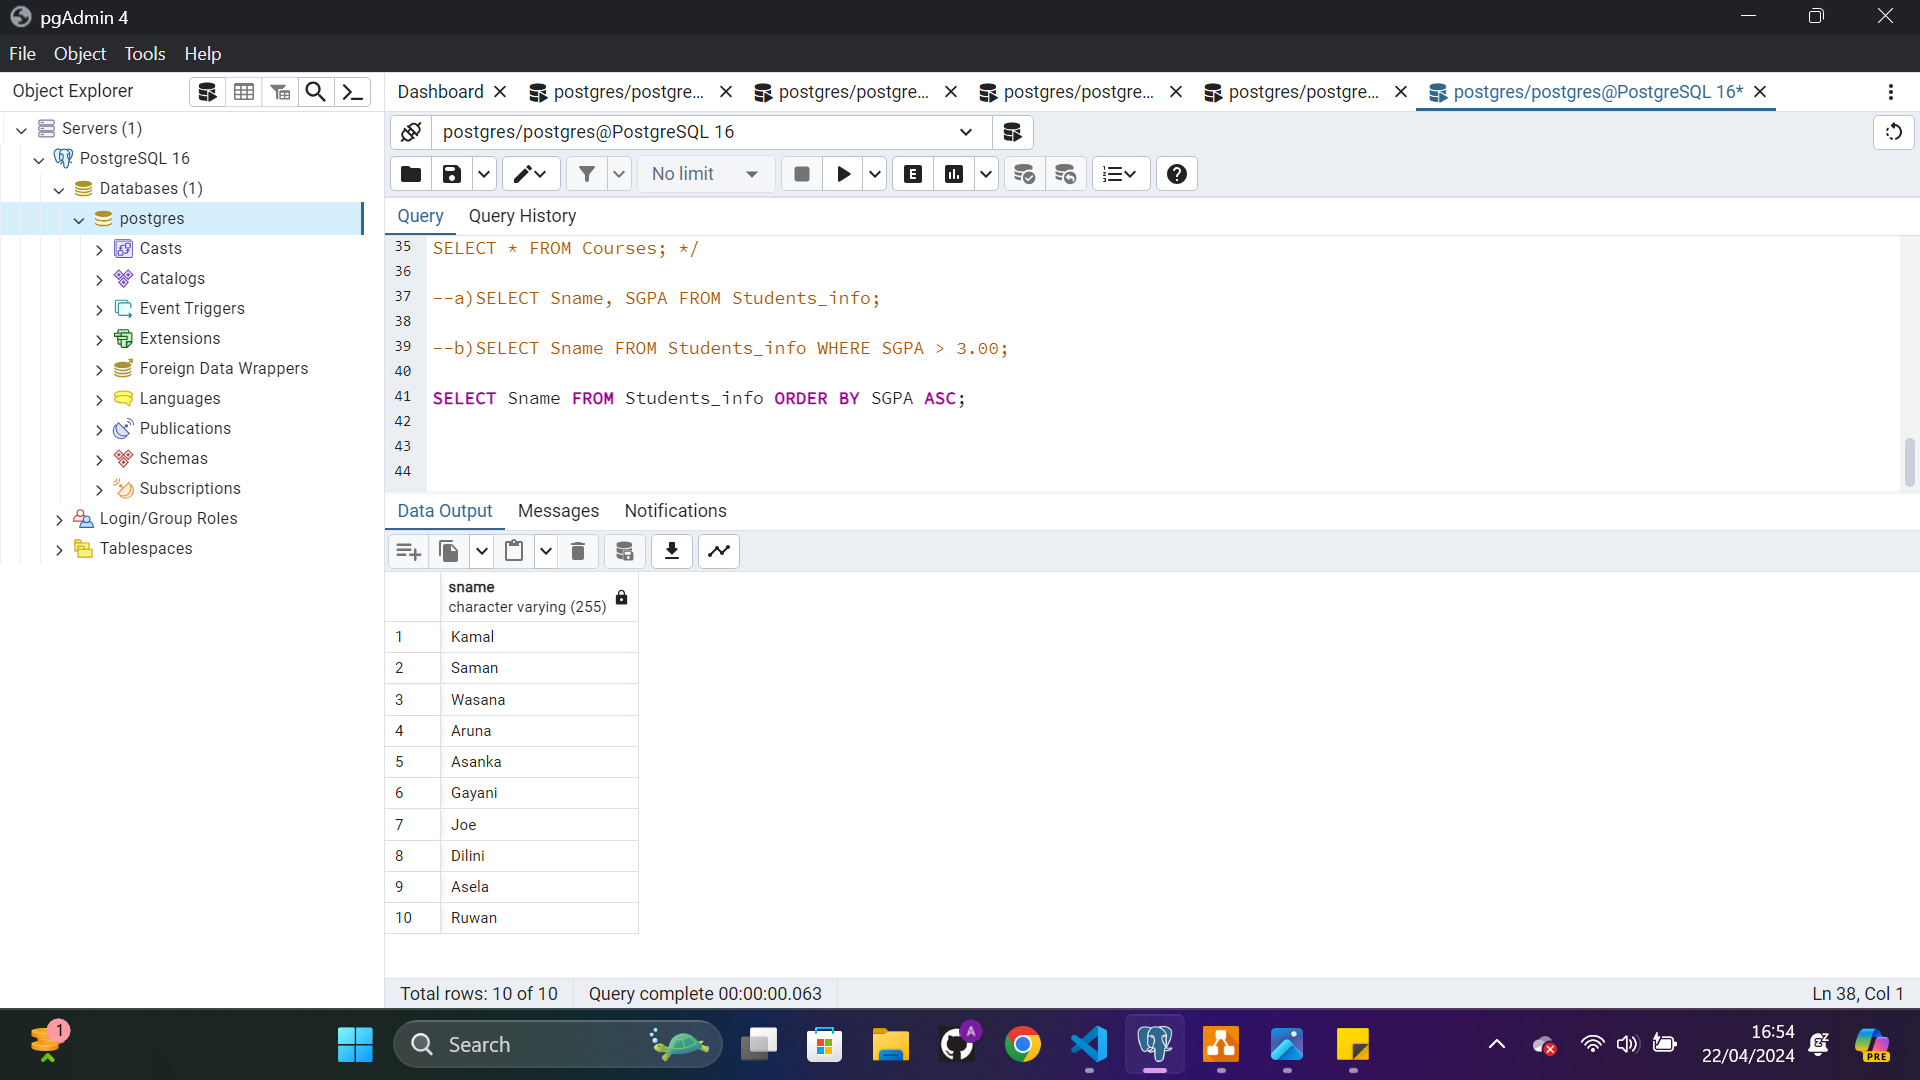 pgAdmin 4
File Object Tools Help
Object Explorer
Dashboard postgres/postgre... postgres/postgre... postgres/postgre... postgres/postgre... postgres/postgres@PostgreSQL 16*
Servers (1)
PostgreSQL 16
Databases (1)
postgres
Casts
Catalogs
Event Triggers
Extensions
Foreign Data Wrappers
Languages
Publications
Schemas
Subscriptions
Login/Group Roles
Tablespaces
postgres/postgres@PostgreSQL 16
No limit
E
Query Query History
35 SELECT * FROM Courses; */
36
37 --a)SELECT Sname, SGPA FROM Students_info;
38
39 --b)SELECT Sname FROM Students_info WHERE SGPA > 3.00;
40
41 SELECT Sname FROM Students_info ORDER BY SGPA ASC;
42
43
44
Data Output Messages Notifications
sname
character varying (255)
1 Kamal
2 Saman
3 Wasana
4 Aruna
5 Asanka
6 Gayani
7 Joe
8 Dilini
9 Asela
10 Ruwan
Total rows: 10 of 10 Query complete 00:00:00.063 Ln 38, Col 1
1
Search
A
16:54
22/04/2024
PRE